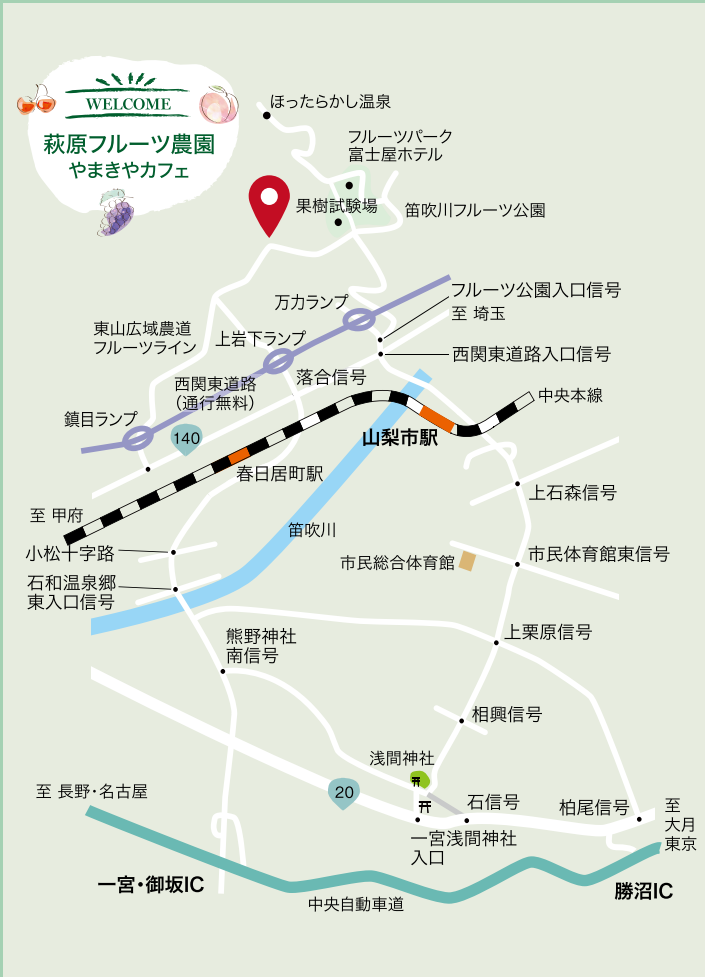 WELCOME
萩原フルーツ農園
やまきやカフェ
ほったらかし温泉
フルーツパーク
富士屋ホテル
果樹試験場
笛吹川フルーツ公園
万力ランプ
フルーツ公園入口信号
至 埼玉
東山広域農道
フルーツライン
上岩下ランプ
西関東道路入口信号
西関東道路
（通行無料）
落合信号
中央本線
鎮目ランプ
140
山梨市駅
春日居町駅
上石森信号
至 甲府
笛吹川
小松十字路
市民総合体育館
市民体育館東信号
石和温泉郷
東入口信号
熊野神社
南信号
上栗原信号
相興信号
浅間神社
至 長野・名古屋
20
石信号
柏尾信号
至
大月
東京
一宮浅間神社
入口
一宮・御坂IC
中央自動車道
勝沼IC